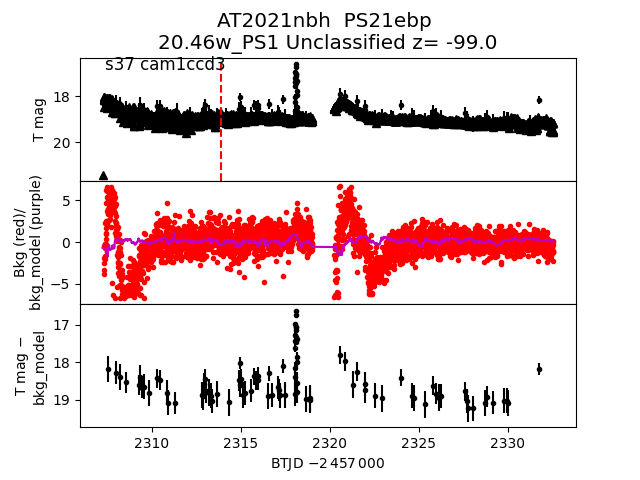 AT2021nbh  PS21ebp
20.46w_PS1 Unclassified z= -99.0
s37 cam1ccd3
T mag
18
20
Bkg (red)/
bkg_model (purple)
5
0
−5
T mag −
bkg_model
17
18
19
2310
2315
2320
2325
2330
BTJD −2 457 000